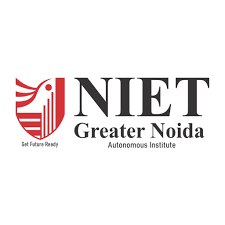 NIET
Greater Noida
Get Future Ready
Autonomous Institute